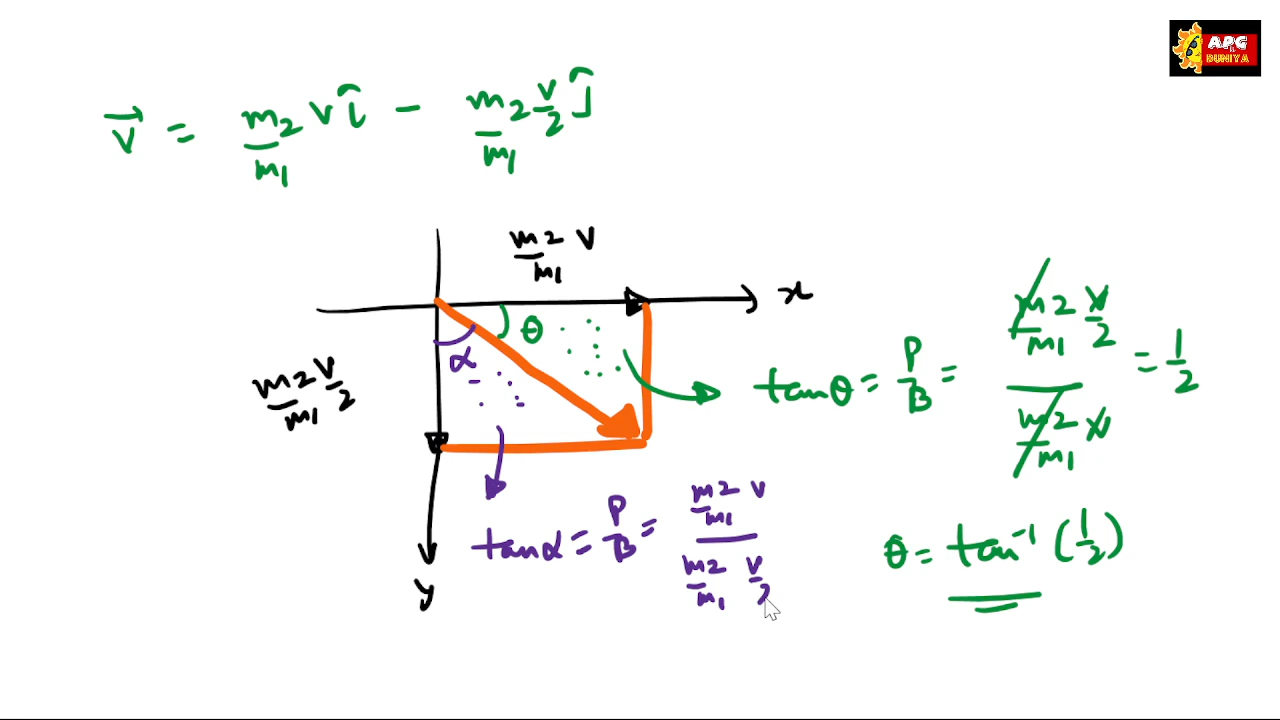 APG
DUNIYA
v⃗ = m2/m1 v î − m2/m1 v/2 ĵ
m2/m1 v
x
θ
α
m2/m1 v/2
tanθ = P/B = (m2/m1 v/2)/(m2/m1 v) = 1/2
tanα = P/B = (m2/m1 v)/(m2/m1 v/2)
θ = tan⁻¹(1/2)
y